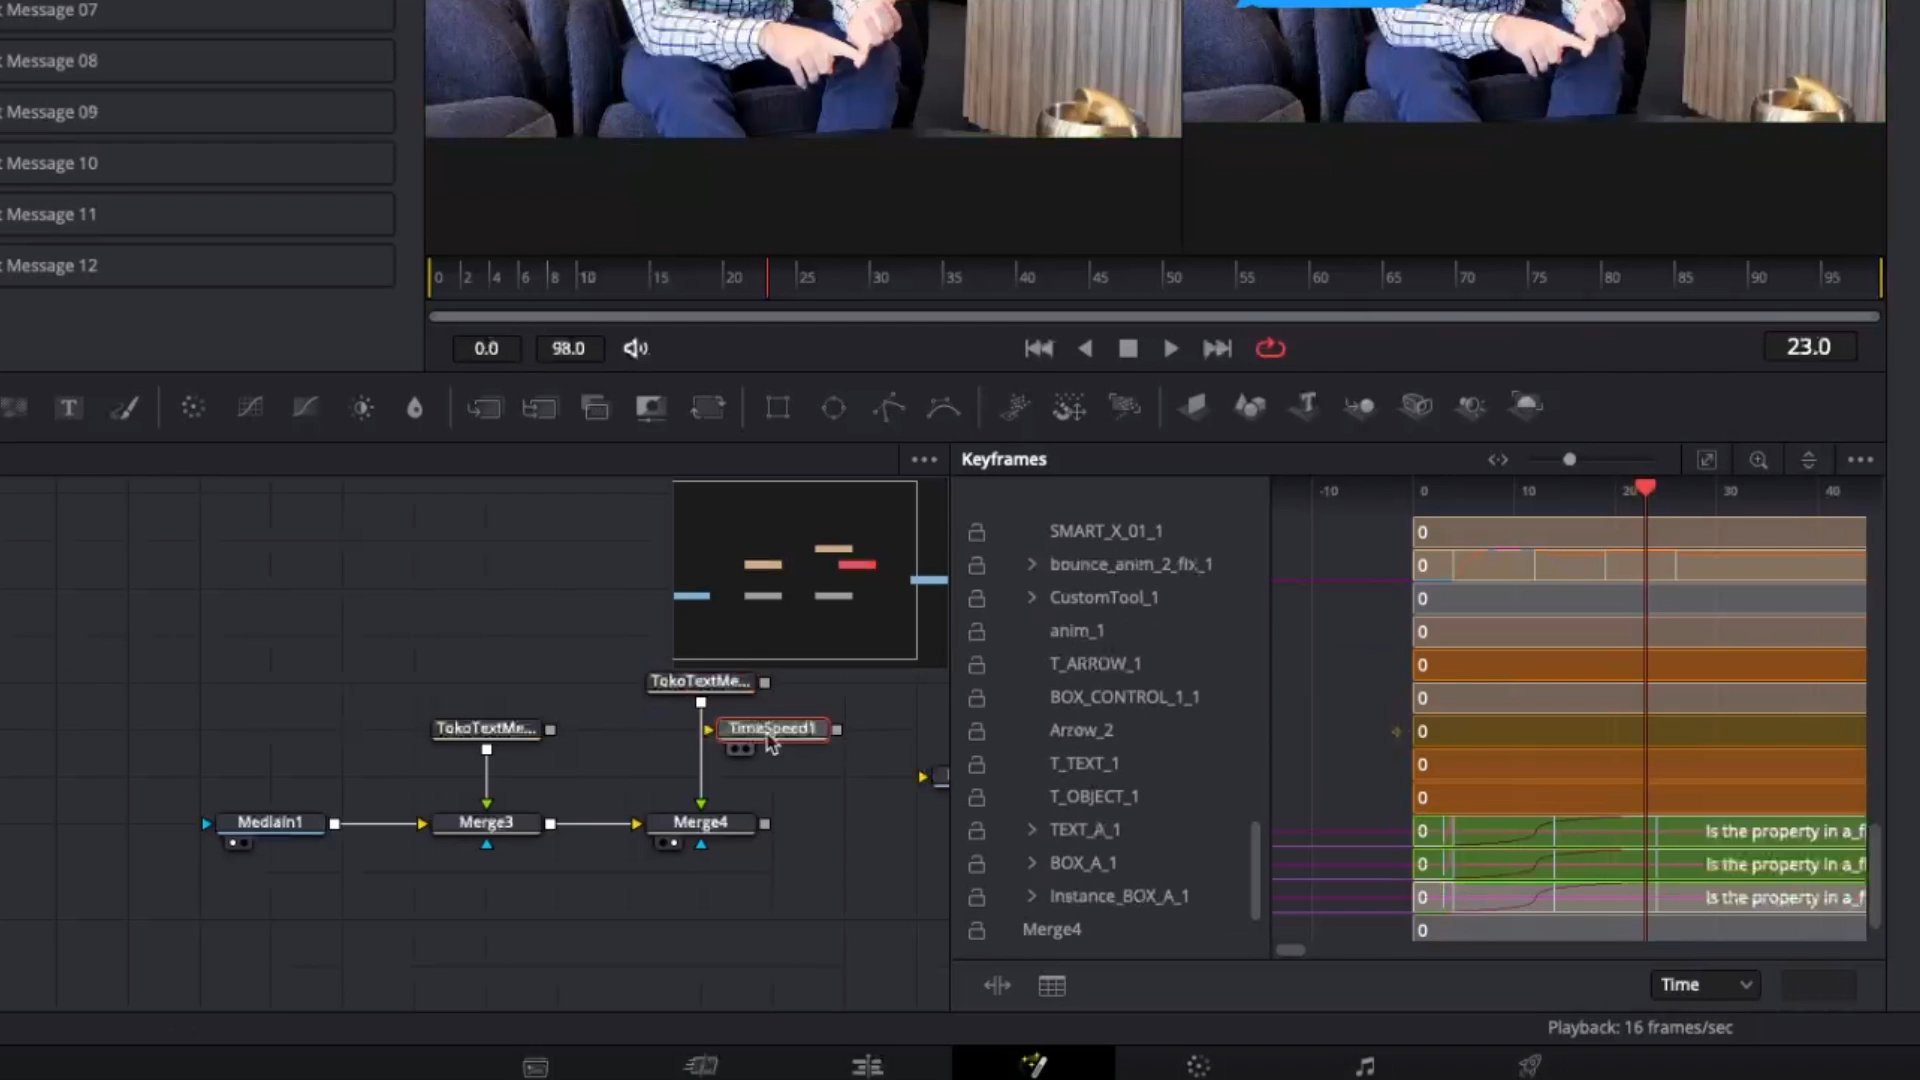 t Message 07
t Message 08
t Message 09
t Message 10
t Message 11
t Message 12
0 2 4 6 8 10 15 20 25 30 35 40 45 50 55 60 65 70 75 80 85 90 95
0.0 98.0 23.0
T
Keyframes
-10 0 10 20 30 40
SMART_X_01_1 0
bounce_anim_2_fix_1 0
CustomTool_1 0
anim_1 0
T_ARROW_1 0
BOX_CONTROL_1_1 0
Arrow_2 0
T_TEXT_1 0
T_OBJECT_1 0
TEXT_A_1 0 Is the property in a_f
BOX_A_1 0 Is the property in a_f
Instance_BOX_A_1 0 Is the property in a_f
Merge4 0
TokoTextMe...
TokoTextMe... TimeSpeed1
MediaIn1 Merge3 Merge4
Time
Playback: 16 frames/sec